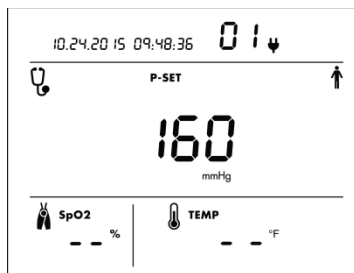 10.24.2015 09:48:36 01
P-SET
160
mmHg
SpO2 TEMP
-- % -- °F